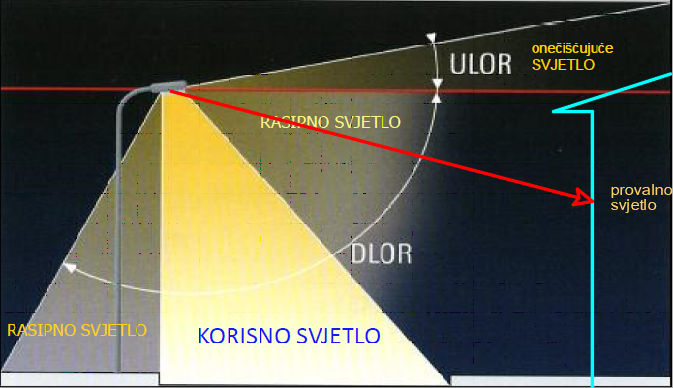 onečišćujuće
SVJETLO
ULOR
RASIPNO SVJETLO
provalno
svjetlo
DLOR
RASIPNO SVJETLO
KORISNO SVJETLO